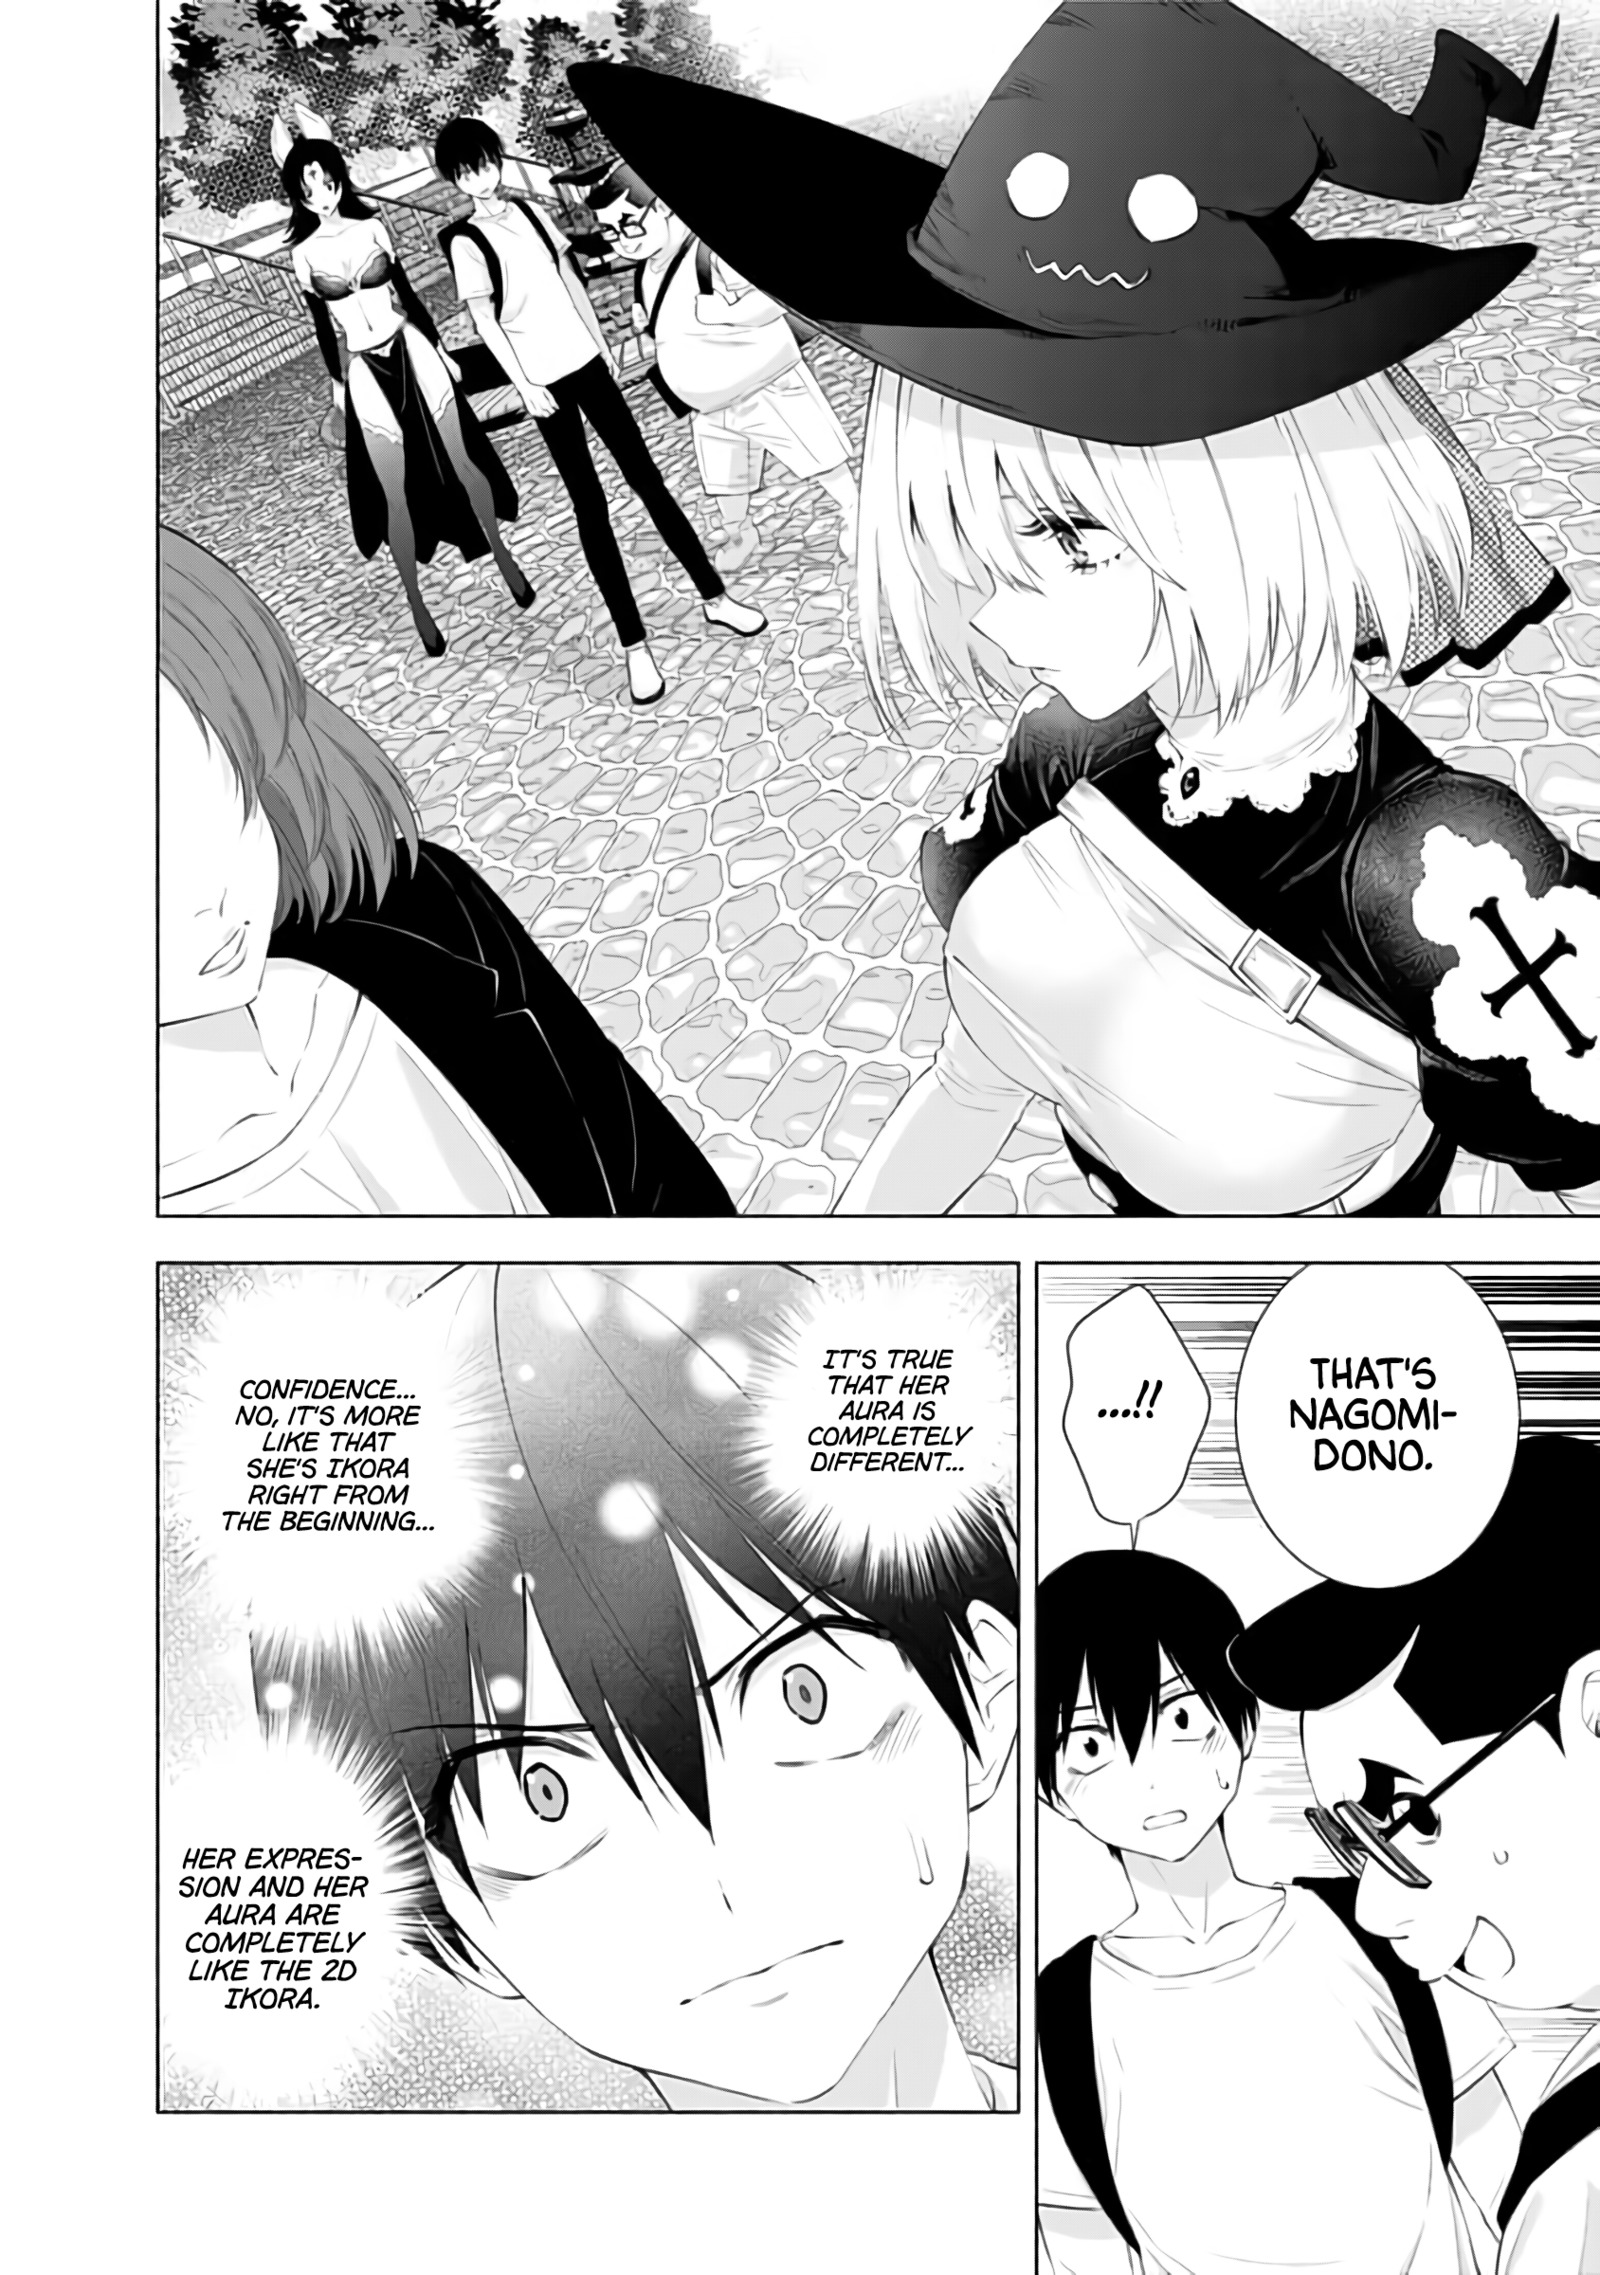 THAT'S
NAGOMI-
DONO.
...!!
IT'S TRUE
THAT HER
AURA IS
COMPLETELY
DIFFERENT...
CONFIDENCE...
NO, IT'S MORE
LIKE THAT
SHE'S IKORA
RIGHT FROM
THE BEGINNING...
HER EXPRES-
SION AND HER
AURA ARE
COMPLETELY
LIKE THE 2D
IKORA.